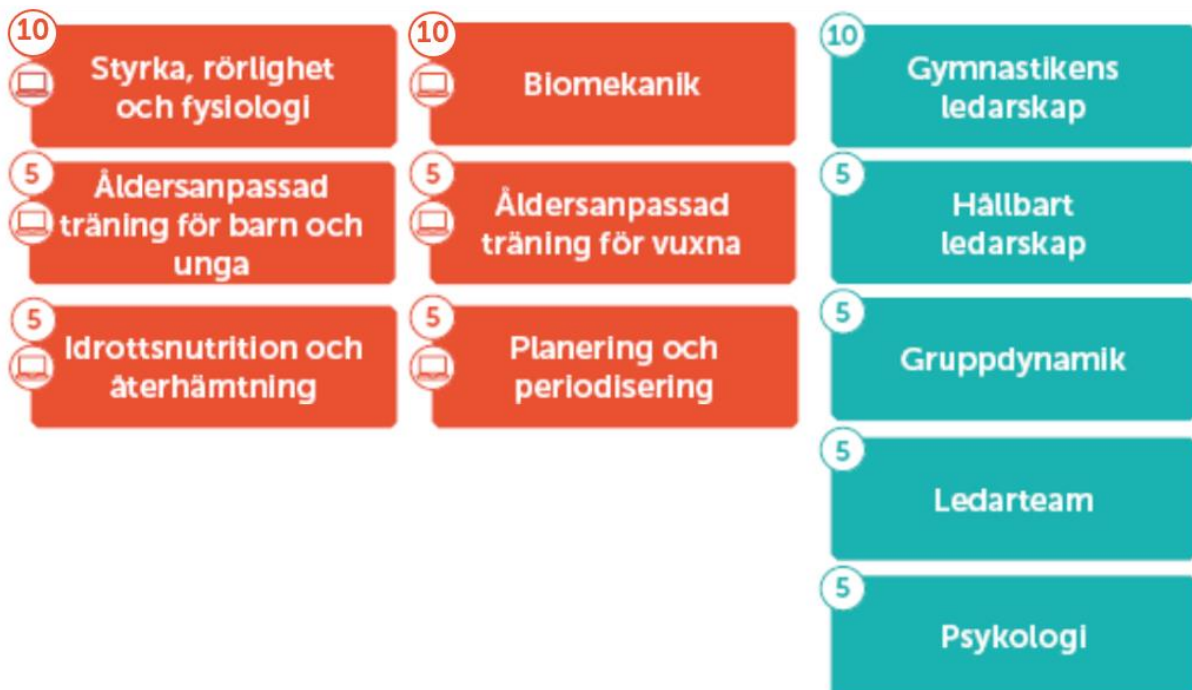 10
Styrka, rörlighet
och fysiologi
5
Åldersanpassad
träning för barn och
unga
5
Idrottsnutrition och
återhämtning
10
Biomekanik
5
Åldersanpassad
träning för vuxna
5
Planering och
periodisering
10
Gymnastikens
ledarskap
5
Hållbart
ledarskap
5
Gruppdynamik
5
Ledarteam
5
Psykologi